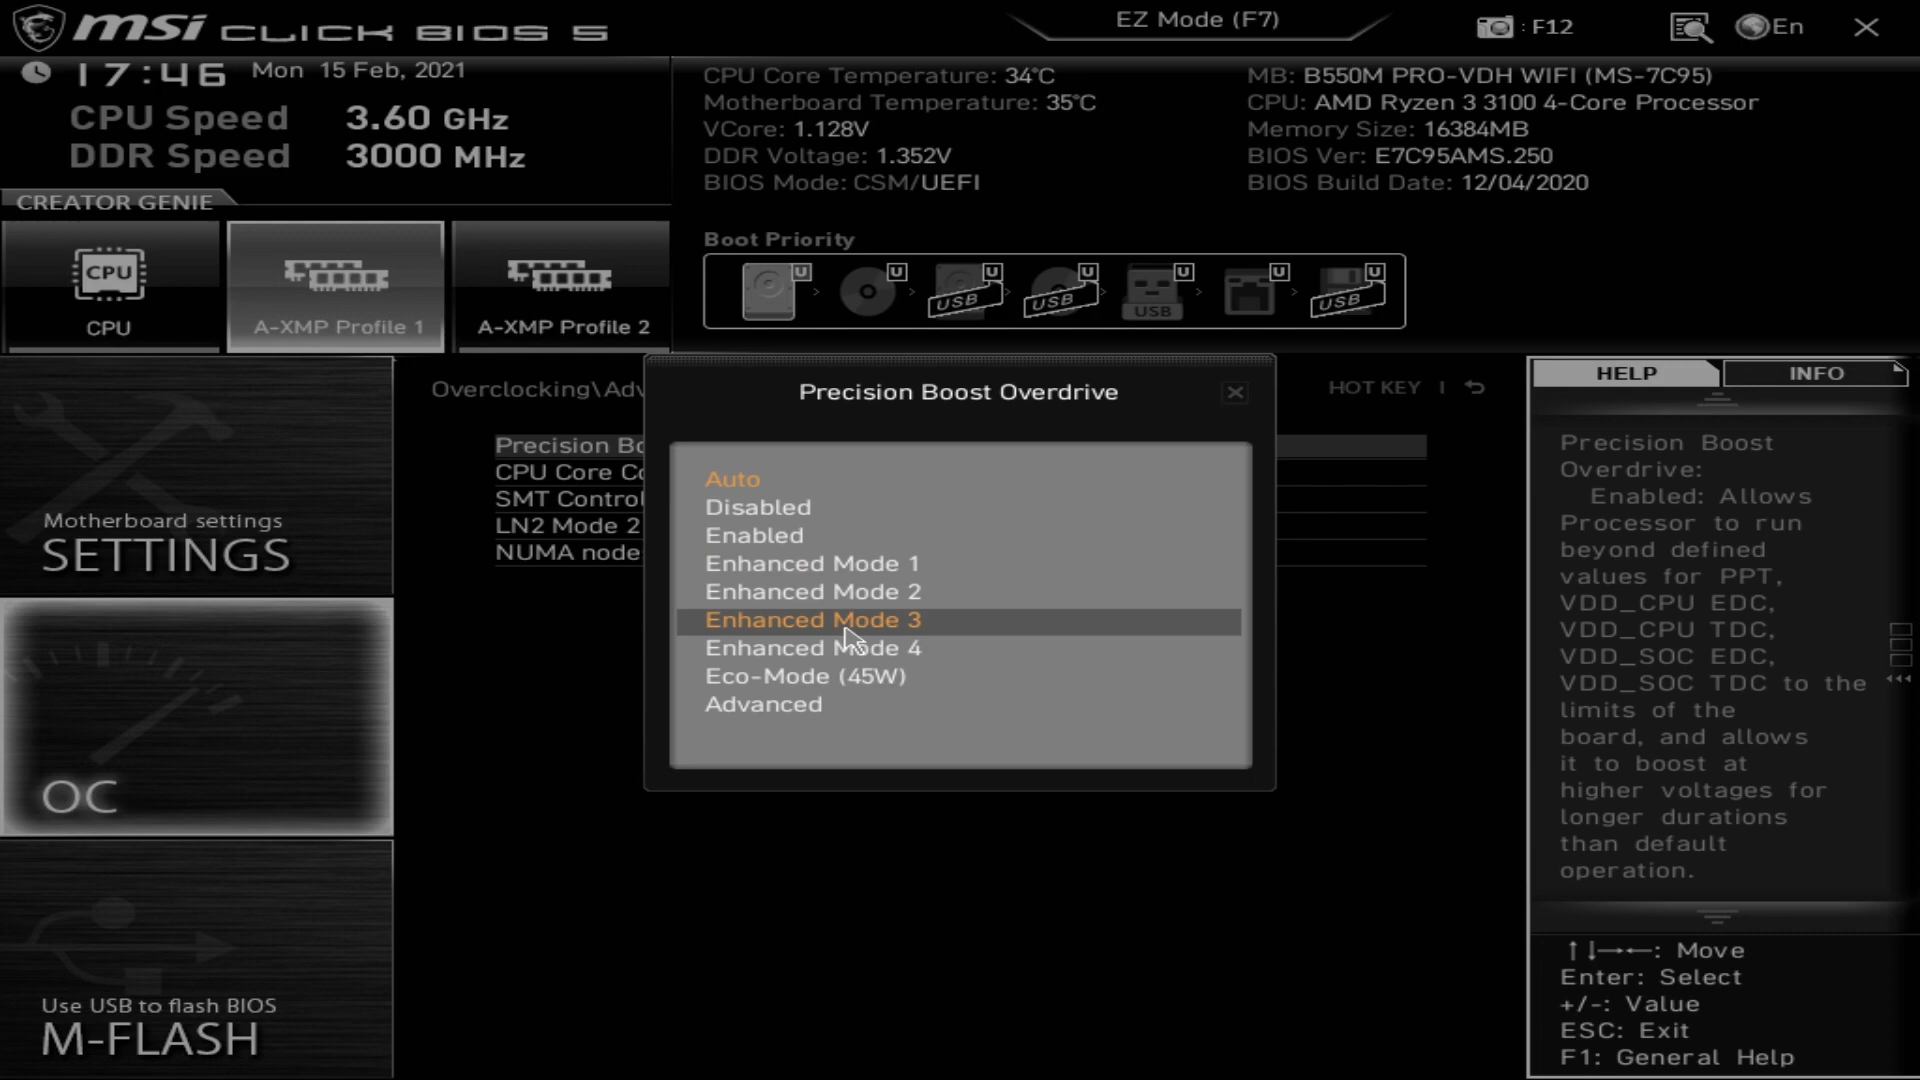 msi CLICK BIOS 5
EZ Mode (F7)
: F12
En
17:46 Mon 15 Feb, 2021
CPU Speed 3.60 GHz
DDR Speed 3000 MHz
CPU Core Temperature: 34°C
Motherboard Temperature: 35°C
VCore: 1.128V
DDR Voltage: 1.352V
BIOS Mode: CSM/UEFI
MB: B550M PRO-VDH WIFI (MS-7C95)
CPU: AMD Ryzen 3 3100 4-Core Processor
Memory Size: 16384MB
BIOS Ver: E7C95AMS.250
BIOS Build Date: 12/04/2020
CREATOR GENIE
CPU
CPU
A-XMP Profile 1
A-XMP Profile 2
Boot Priority
U U U U U U U
USB USB USB USB
Motherboard settings
SETTINGS
OC
Use USB to flash BIOS
M-FLASH
Overclocking\Adv
HOT KEY |
Precision Bo
CPU Core Co
SMT Control
LN2 Mode 2
NUMA node
Precision Boost Overdrive
Auto
Disabled
Enabled
Enhanced Mode 1
Enhanced Mode 2
Enhanced Mode 3
Enhanced Mode 4
Eco-Mode (45W)
Advanced
HELP
INFO
Precision Boost
Overdrive:
Enabled: Allows
Processor to run
beyond defined
values for PPT,
VDD_CPU EDC,
VDD_CPU TDC,
VDD_SOC EDC,
VDD_SOC TDC to the
limits of the
board, and allows
it to boost at
higher voltages for
longer durations
than default
operation.
↑↓→←: Move
Enter: Select
+/-: Value
ESC: Exit
F1: General Help